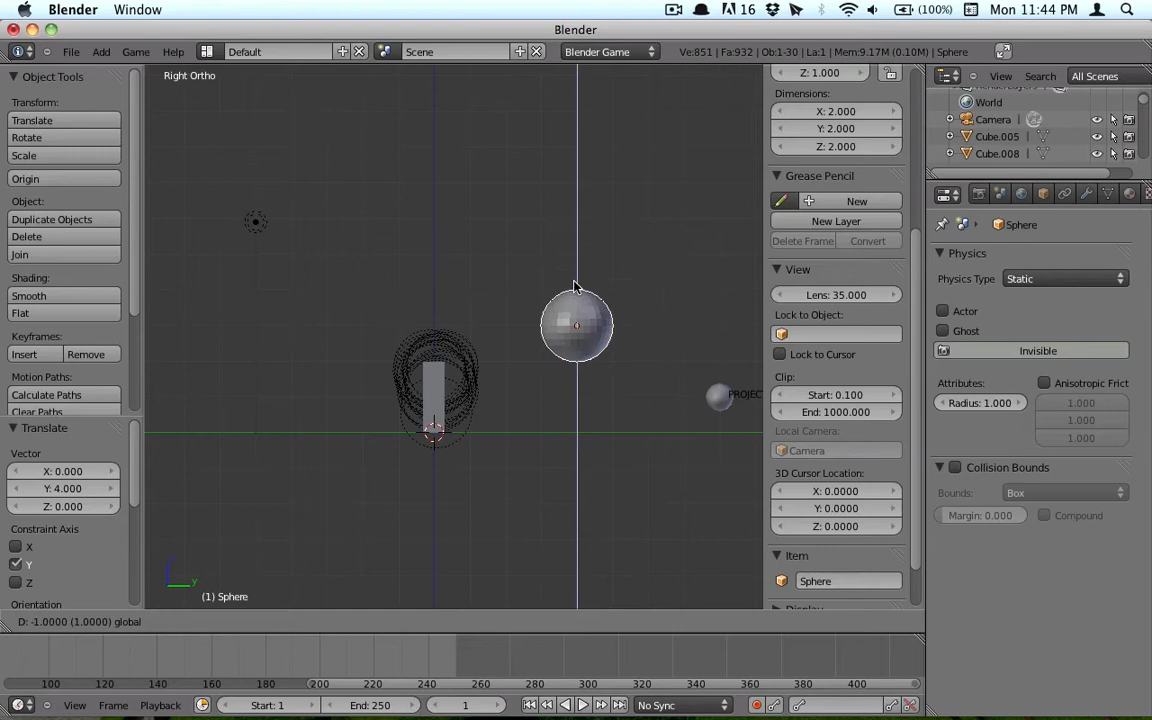 Blender Window 16 (100%) Mon 11:44 PM
Blender
File Add Game Help Default Scene Blender Game Ve:851 | Fa:932 | Ob:1-30 | La:1 | Mem:9.17M (0.10M) | Sphere
Object Tools
Transform:
Translate
Rotate
Scale
Origin
Object:
Duplicate Objects
Delete
Join
Shading:
Smooth
Flat
Keyframes:
Insert Remove
Motion Paths:
Calculate Paths
Clear Paths
Translate
Vector
X: 0.000
Y: 4.000
Z: 0.000
Constraint Axis
X
Y
Z
Orientation
Right Ortho
PROJEC
z
y
(1) Sphere
D: -1.0000 (1.0000) global
Z: 1.000
Dimensions:
X: 2.000
Y: 2.000
Z: 2.000
Grease Pencil
New
New Layer
Delete Frame Convert
View
Lens: 35.000
Lock to Object:
Lock to Cursor
Clip:
Start: 0.100
End: 1000.000
Local Camera:
Camera
3D Cursor Location:
X: 0.0000
Y: 0.0000
Z: 0.0000
Item
Sphere
Display
View Search All Scenes
RenderLayers
World
Camera
Cube.005
Cube.008
Sphere
Physics
Physics Type: Static
Actor
Ghost
Invisible
Attributes: Anisotropic Frict
Radius: 1.000 1.000
1.000
1.000
Collision Bounds
Bounds: Box
Margin: 0.000 Compound
100 120 140 160 180 200 220 240 260 280 300 320 340 360 380 400
View Frame Playback Start: 1 End: 250 1 No Sync